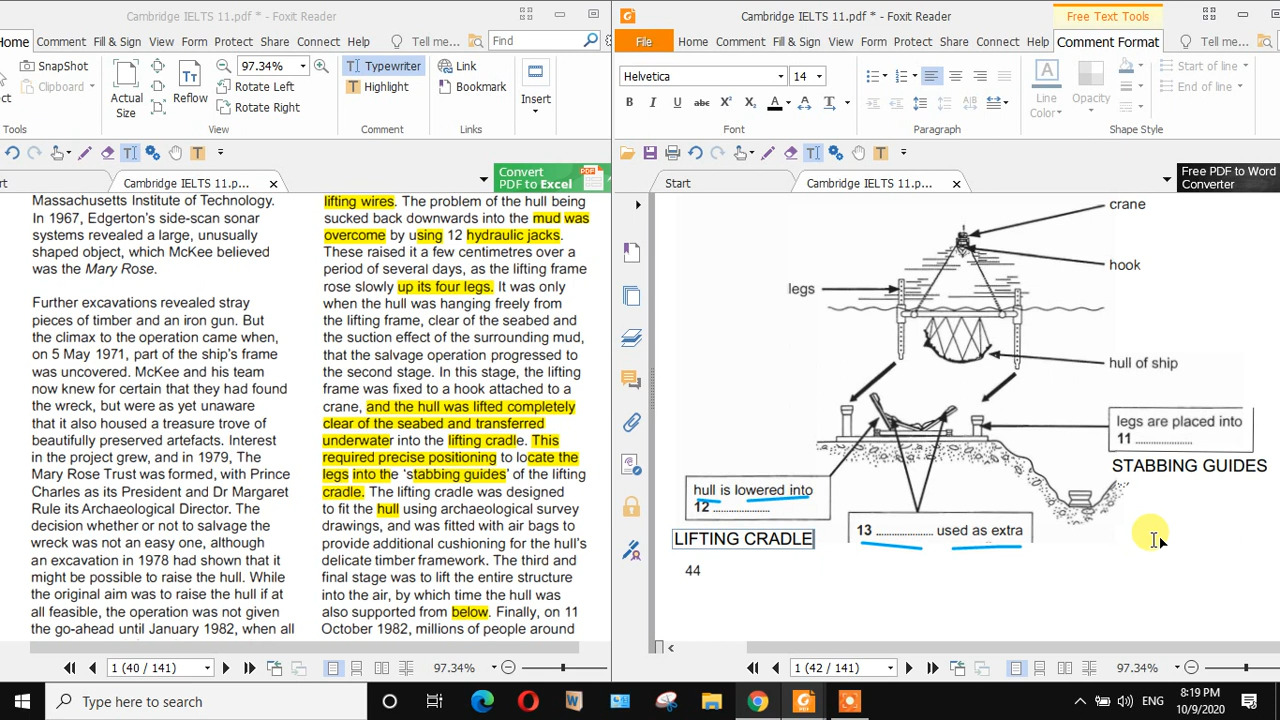 Cambridge IELTS 11.pdf * - Foxit Reader
Home Comment Fill & Sign View Form Protect Share Connect Help Tell me... Find
SnapShot
Clipboard
Tools
Actual Size
Reflow
97.34%
Rotate Left
Rotate Right
View
Typewriter
Highlight
Comment
Link
Bookmark
Links
Insert
Convert
PDF to Excel
Cambridge IELTS 11.p...
Massachusetts Institute of Technology.
In 1967, Edgerton's side-scan sonar
systems revealed a large, unusually
shaped object, which McKee believed
was the Mary Rose.
Further excavations revealed stray
pieces of timber and an iron gun. But
the climax to the operation came when,
on 5 May 1971, part of the ship's frame
was uncovered. McKee and his team
now knew for certain that they had found
the wreck, but were as yet unaware
that it also housed a treasure trove of
beautifully preserved artefacts. Interest
in the project grew, and in 1979, The
Mary Rose Trust was formed, with Prince
Charles as its President and Dr Margaret
Rule its Archaeological Director. The
decision whether or not to salvage the
wreck was not an easy one, although
an excavation in 1978 had shown that it
might be possible to raise the hull. While
the original aim was to raise the hull if at
all feasible, the operation was not given
the go-ahead until January 1982, when all
lifting wires. The problem of the hull being
sucked back downwards into the mud was
overcome by using 12 hydraulic jacks.
These raised it a few centimetres over a
period of several days, as the lifting frame
rose slowly up its four legs. It was only
when the hull was hanging freely from
the lifting frame, clear of the seabed and
the suction effect of the surrounding mud,
that the salvage operation progressed to
the second stage. In this stage, the lifting
frame was fixed to a hook attached to a
crane, and the hull was lifted completely
clear of the seabed and transferred
underwater into the lifting cradle. This
required precise positioning to locate the
legs into the 'stabbing guides' of the lifting
cradle. The lifting cradle was designed
to fit the hull using archaeological survey
drawings, and was fitted with air bags to
provide additional cushioning for the hull's
delicate timber framework. The third and
final stage was to lift the entire structure
into the air, by which time the hull was
also supported from below. Finally, on 11
October 1982, millions of people around
1 (40 / 141)
97.34%
Cambridge IELTS 11.pdf * - Foxit Reader
Free Text Tools
File Home Comment Fill & Sign View Form Protect Share Connect Help Comment Format Tell me...
Helvetica 14
Font
Paragraph
Line Color
Opacity
Start of line
End of line
Shape Style
Start
Cambridge IELTS 11.p...
Free PDF to Word
Converter
crane
hook
legs
hull of ship
legs are placed into
11 ....................
STABBING GUIDES
hull is lowered into
12 ....................
LIFTING CRADLE
13 .................... used as extra
44
1 (42 / 141)
97.34%
Type here to search
ENG
8:19 PM
10/9/2020